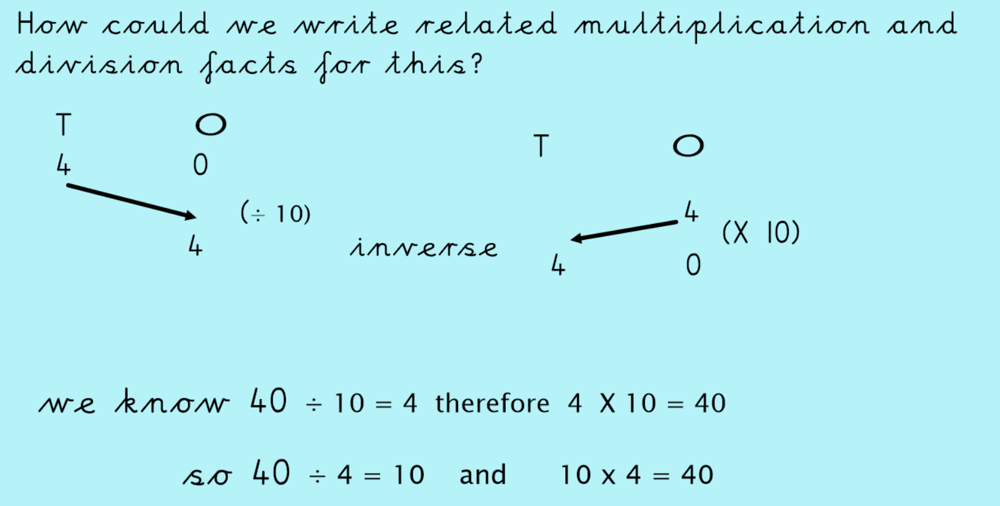 How could we write related multiplication and
division facts for this?
T O
4 0
(÷ 10)
4
inverse
T O
4
(X 10)
4 0
we know 40 ÷ 10 = 4 therefore 4 X 10 = 40
so 40 ÷ 4 = 10 and 10 x 4 = 40